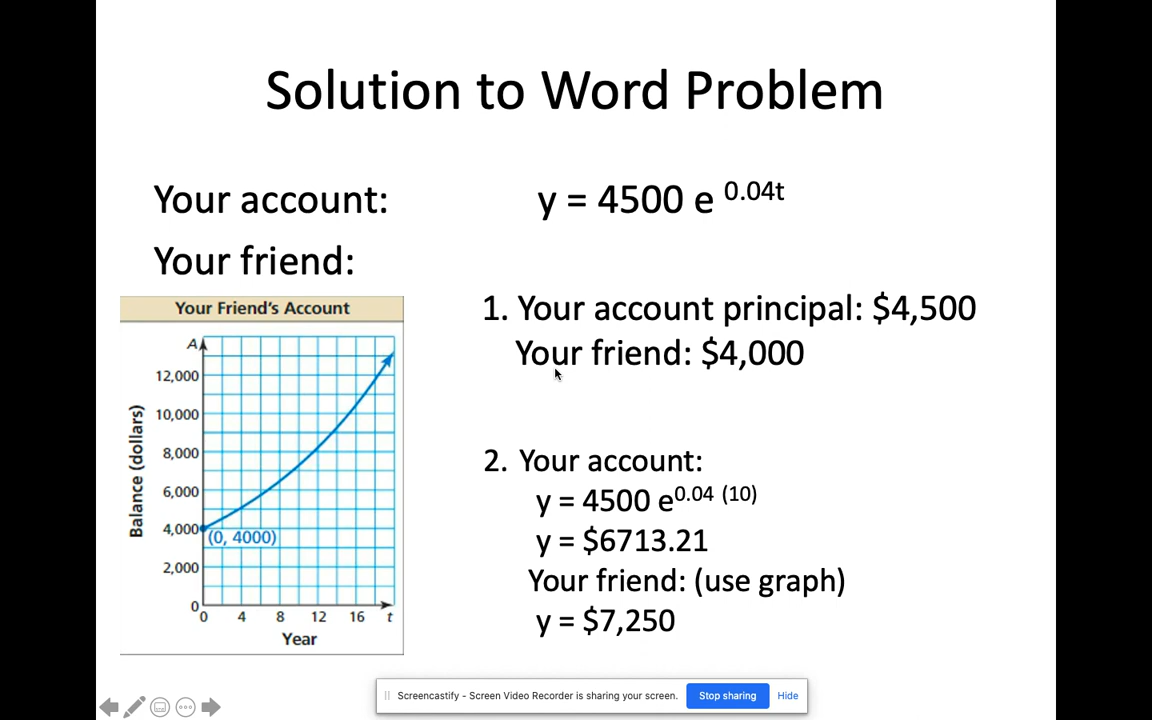 Solution to Word Problem
Your account: y = 4500 e 0.04t
Your friend:
Your Friend's Account
A
12,000
10,000
8,000
6,000
4,000
2,000
0
Balance (dollars)
(0, 4000)
0 4 8 12 16 t
Year
1. Your account principal: $4,500
Your friend: $4,000
2. Your account:
y = 4500 e0.04 (10)
y = $6713.21
Your friend: (use graph)
y = $7,250
Screencastify - Screen Video Recorder is sharing your screen. Stop sharing Hide